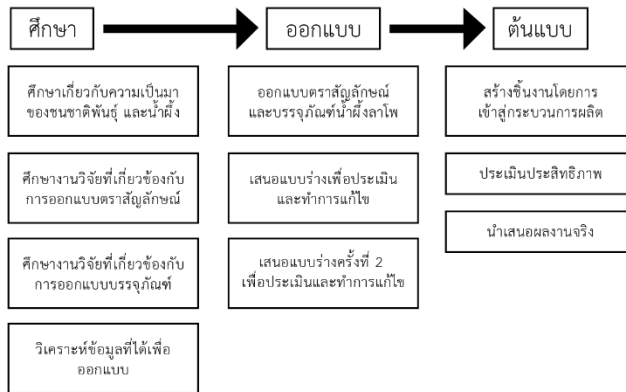 ศึกษา
ออกแบบ
ต้นแบบ
ศึกษาเกี่ยวกับความเป็นมา
ของชนชาติพันธุ์ และน้ำผึ้ง
ศึกษางานวิจัยที่เกี่ยวข้องกับ
การออกแบบตราสัญลักษณ์
ศึกษางานวิจัยที่เกี่ยวข้องกับ
การออกแบบบรรจุภัณฑ์
วิเคราะห์ข้อมูลที่ได้เพื่อ
ออกแบบ
ออกแบบตราสัญลักษณ์
และบรรจุภัณฑ์น้ำผึ้งลาโพ
เสนอแบบร่างเพื่อประเมิน
และทำการแก้ไข
เสนอแบบร่างครั้งที่ 2
เพื่อประเมินและทำการแก้ไข
สร้างชิ้นงานโดยการ
เข้าสู่กระบวนการผลิต
ประเมินประสิทธิภาพ
นำเสนอผลงานจริง